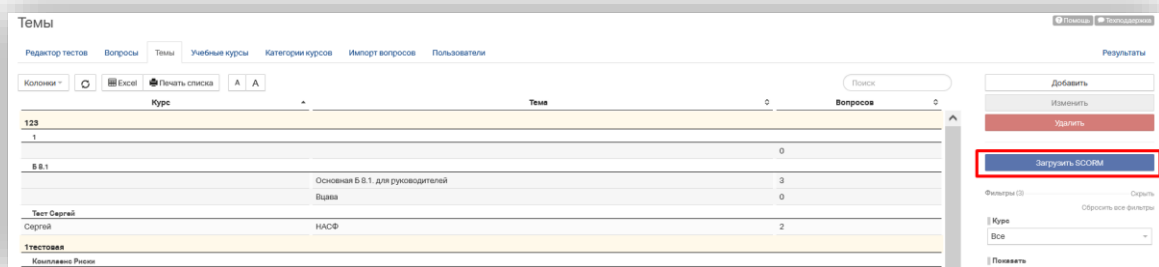 Темы
Помощь Техподдержка
Редактор тестов Вопросы Темы Учебные курсы Категории курсов Импорт вопросов Пользователи Результаты
Колонки Excel Печать списка A A Поиск Добавить
Курс Тема Вопросов Изменить
123 Удалить
1
0
Б 8.1 Загрузить SCORM
Основная Б 8.1. для руководителей 3
Вцава 0 Фильтры (3) Скрыть
Сбросить все фильтры
Тест Сергей
Сергей НАСФ 2 Курс
Все
1тестовая
Комплаенс Риски Показать